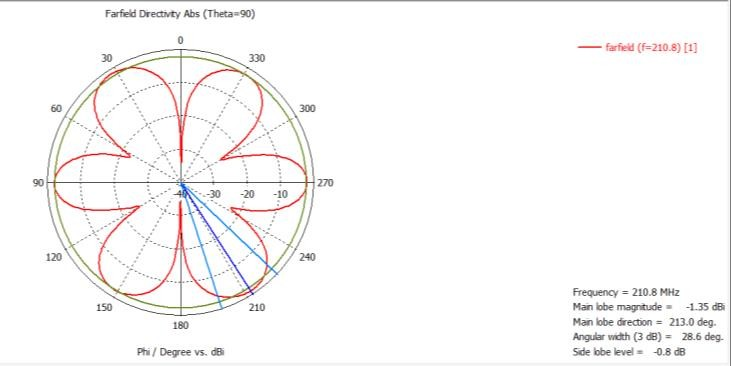 Farfield Directivity Abs (Theta=90)
0
30
330
farfield (f=210.8) [1]
60
300
90
-40
-30
-20
-10
270
120
240
150
210
180
Phi / Degree vs. dBi
Frequency = 210.8 MHz
Main lobe magnitude = -1.35 dBi
Main lobe direction = 213.0 deg.
Angular width (3 dB) = 28.6 deg.
Side lobe level = -0.8 dB